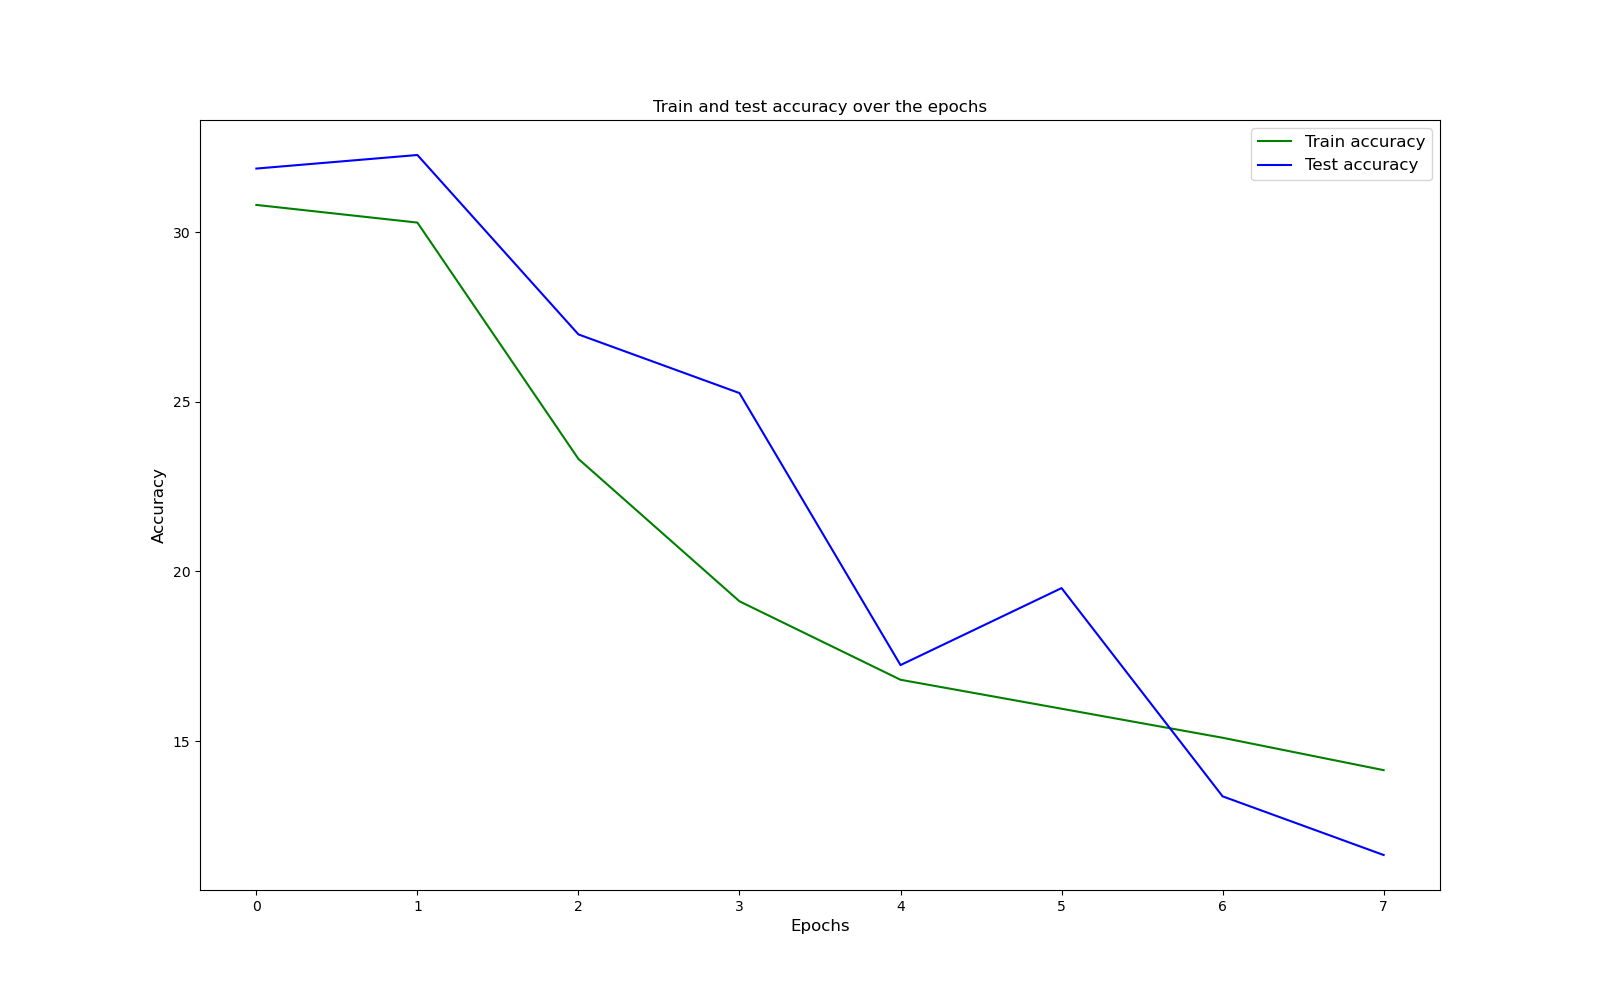 Train and test accuracy over the epochs
Train accuracy
Test accuracy
30
25
20
15
Accuracy
0 1 2 3 4 5 6 7
Epochs